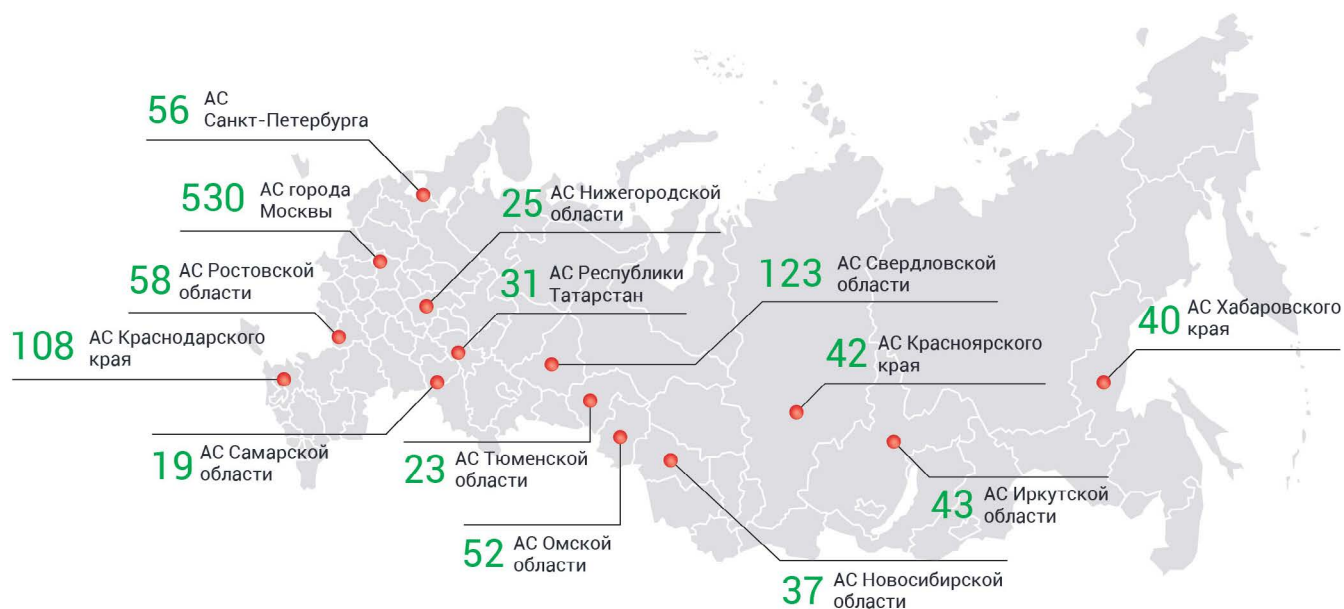 56 АС
Санкт-Петербурга
530 АС города
Москвы
25 АС Нижегородской
области
58 АС Ростовской
области
31 АС Республики
Татарстан
123 АС Свердловской
области
40 АС Хабаровского
края
108 АС Краснодарского
края
42 АС Красноярского
края
19 АС Самарской
области
23 АС Тюменской
области
43 АС Иркутской
области
52 АС Омской
области
37 АС Новосибирской
области